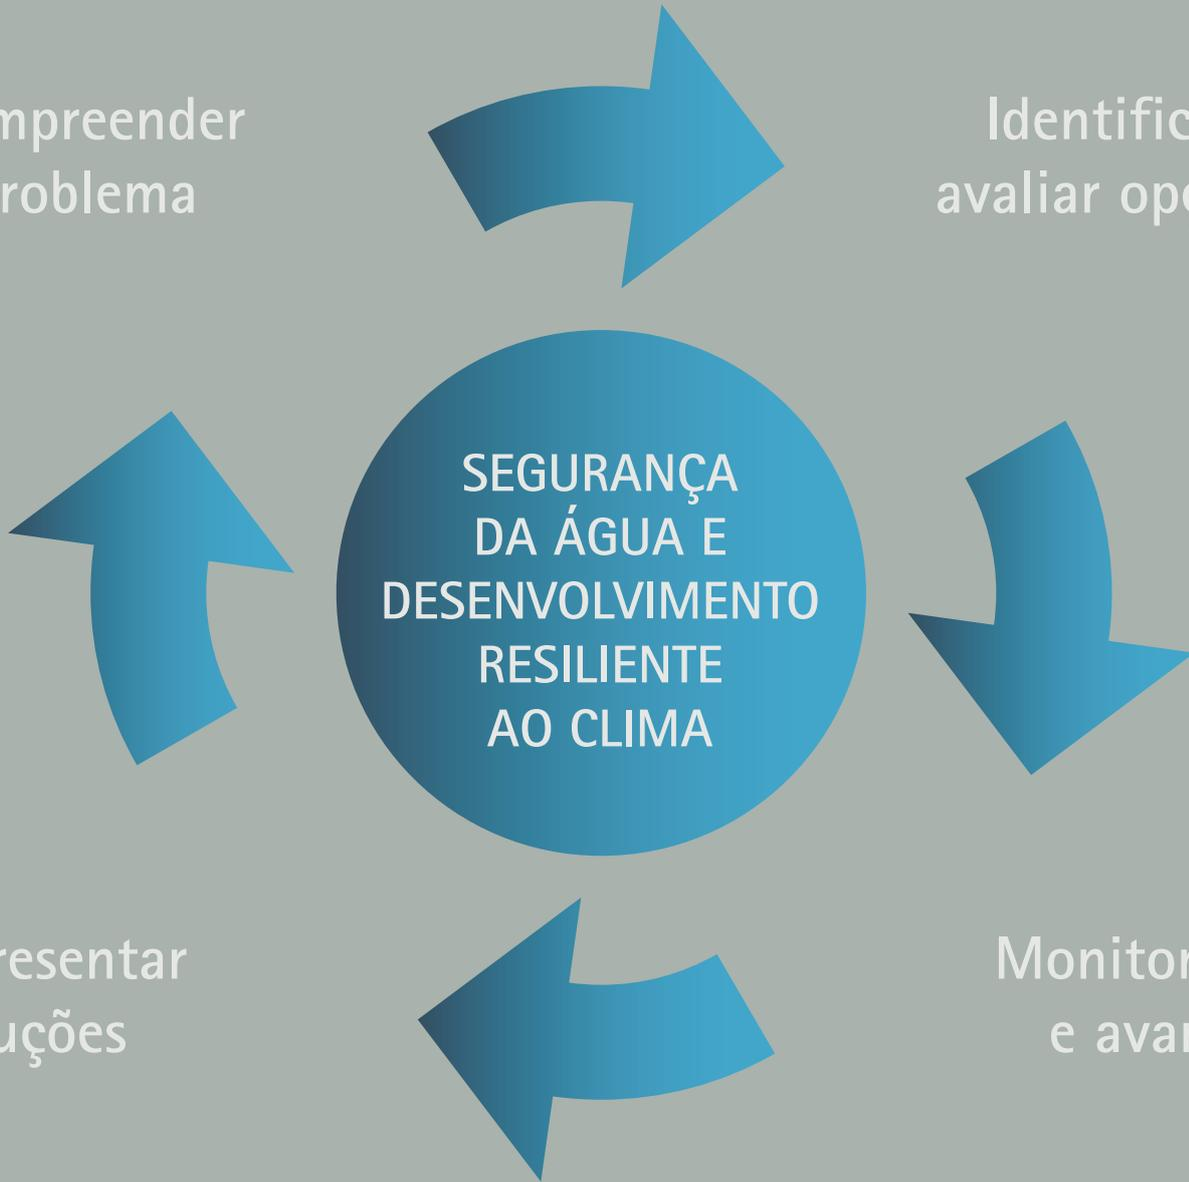 mpreender
roblema
Identific
avaliar op
SEGURANÇA
DA ÁGUA E
DESENVOLVIMENTO
RESILIENTE
AO CLIMA
resentar
uções
Monitor
e ava